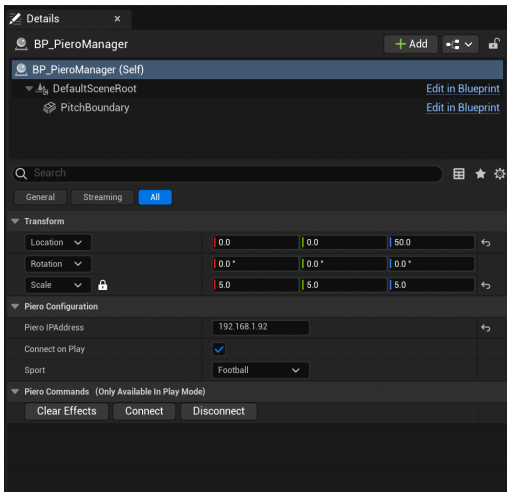 Details ×
BP_PieroManager + Add
BP_PieroManager (Self)
DefaultSceneRoot Edit in Blueprint
PitchBoundary Edit in Blueprint
Search
General Streaming All
Transform
Location 0.0 0.0 50.0
Rotation 0.0 ° 0.0 ° 0.0 °
Scale 5.0 5.0 5.0
Piero Configuration
Piero IPAddress 192.168.1.92
Connect on Play
Sport Football
Piero Commands (Only Available In Play Mode)
Clear Effects Connect Disconnect